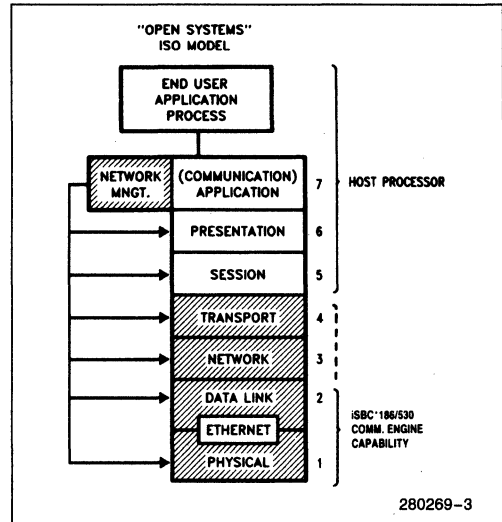 "OPEN SYSTEMS"
ISO MODEL
END USER
APPLICATION
PROCESS
NETWORK
MNGT.
(COMMUNICATION)
APPLICATION
7
HOST PROCESSOR
PRESENTATION
6
SESSION
5
TRANSPORT
4
NETWORK
3
DATA LINK
2
ETHERNET
iSBC*186/530
COMM. ENGINE
CAPABILITY
PHYSICAL
1
280269-3